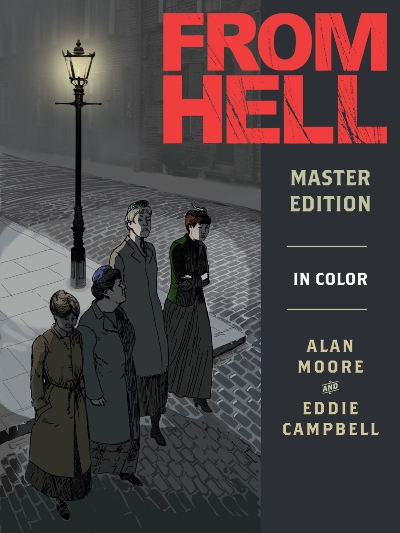 FROM
HELL
MASTER
EDITION
IN COLOR
ALAN
MOORE
AND
EDDIE
CAMPBELL